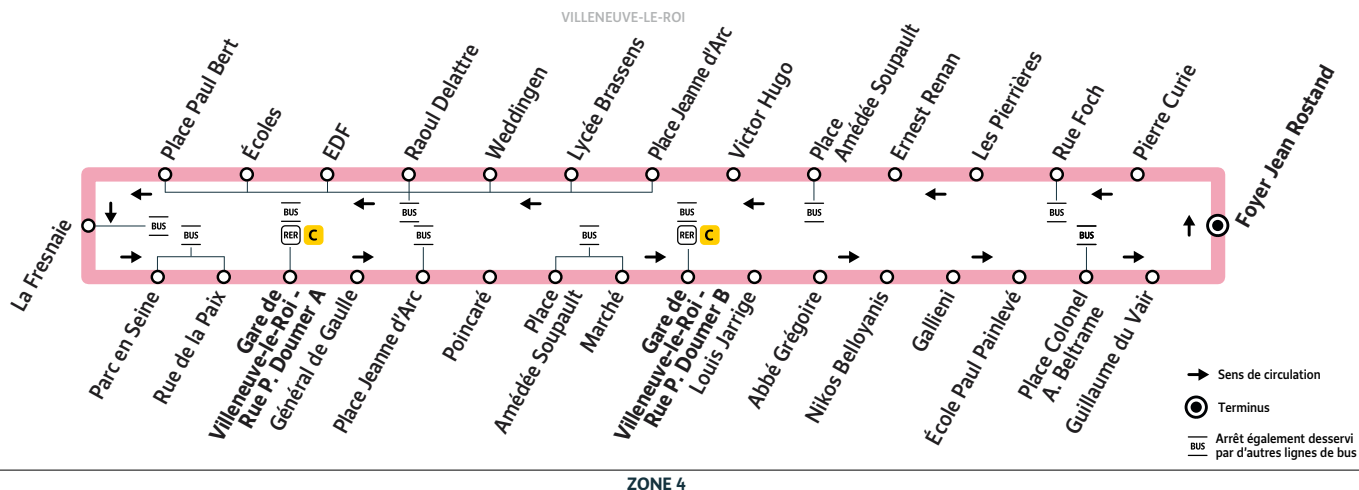 VILLENEUVE-LE-ROI
Place Paul Bert
Écoles
EDF
Raoul Delattre
Weddingen
Lycée Brassens
Place Jeanne d'Arc
Victor Hugo
Place
Amédée Soupault
Ernest Renan
Les Pierrières
Rue Foch
Pierre Curie
Foyer Jean Rostand
BUS
BUS
BUS
BUS
BUS
BUS
BUS
BUS
BUS
BUS
RER C
RER C
La Fresnaie
Parc en Seine
Rue de la Paix
Gare de
Villeneuve-le-Roi -
Rue P. Doumer A
Général de Gaulle
Place Jeanne d'Arc
Poincaré
Place
Amédée Soupault
Marché
Gare de
Villeneuve-le-Roi -
Rue P. Doumer B
Louis Jarrige
Abbé Grégoire
Nikos Belloyanis
Gallieni
École Paul Painlevé
Place Colonel
A. Beltrame
Guillaume du Vair
Sens de circulation
Terminus
BUS
Arrêt également desservi
par d'autres lignes de bus
ZONE 4